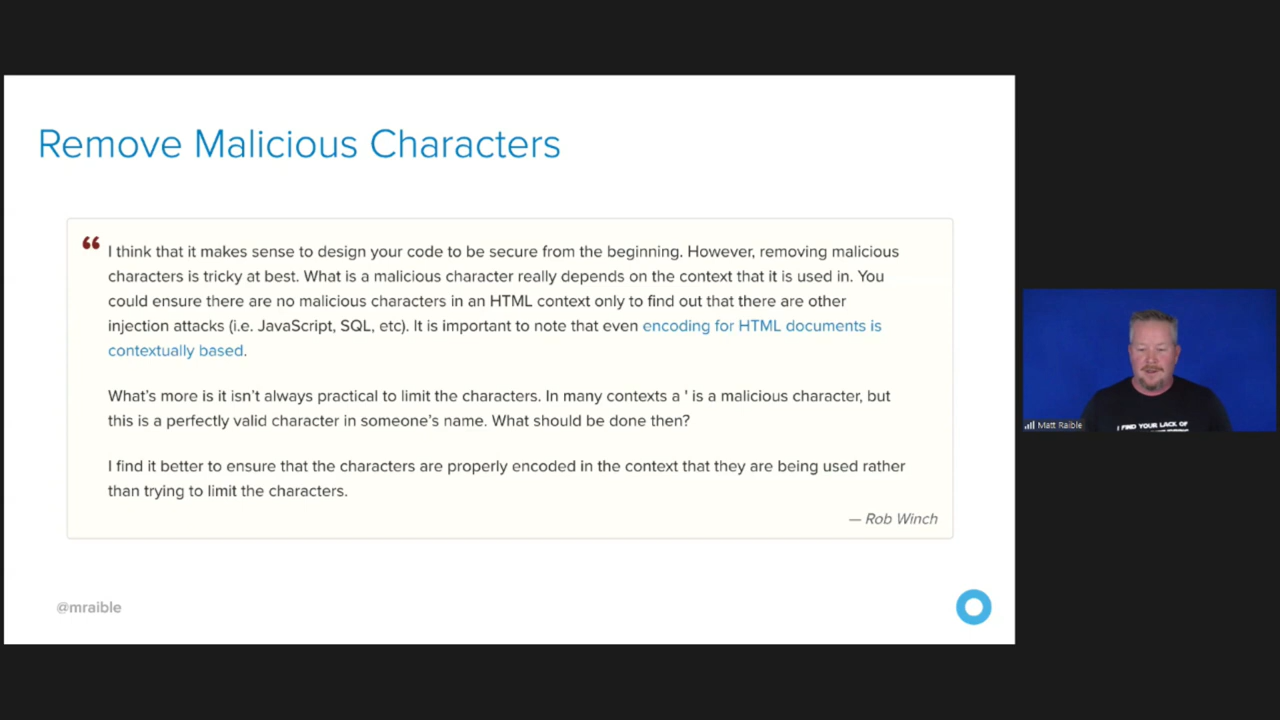 Remove Malicious Characters
“ I think that it makes sense to design your code to be secure from the beginning. However, removing malicious
characters is tricky at best. What is a malicious character really depends on the context that it is used in. You
could ensure there are no malicious characters in an HTML context only to find out that there are other
injection attacks (i.e. JavaScript, SQL, etc). It is important to note that even encoding for HTML documents is
contextually based.
What’s more is it isn’t always practical to limit the characters. In many contexts a ' is a malicious character, but
this is a perfectly valid character in someone’s name. What should be done then?
I find it better to ensure that the characters are properly encoded in the context that they are being used rather
than trying to limit the characters.
— Rob Winch
@mraible
Matt Raible
I FIND YOUR LACK OF